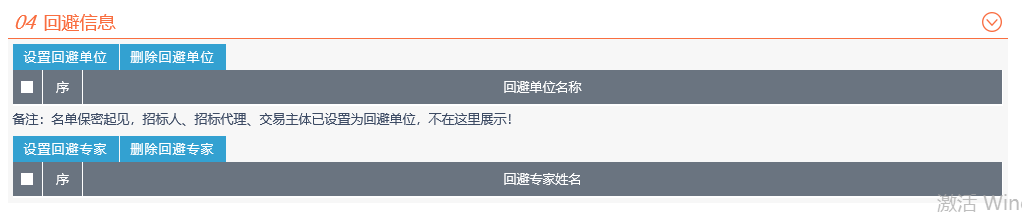 04 回避信息
设置回避单位 删除回避单位
序 回避单位名称
备注：名单保密起见，招标人、招标代理、交易主体已设置为回避单位，不在这里展示！
设置回避专家 删除回避专家
序 回避专家姓名
激活 Win